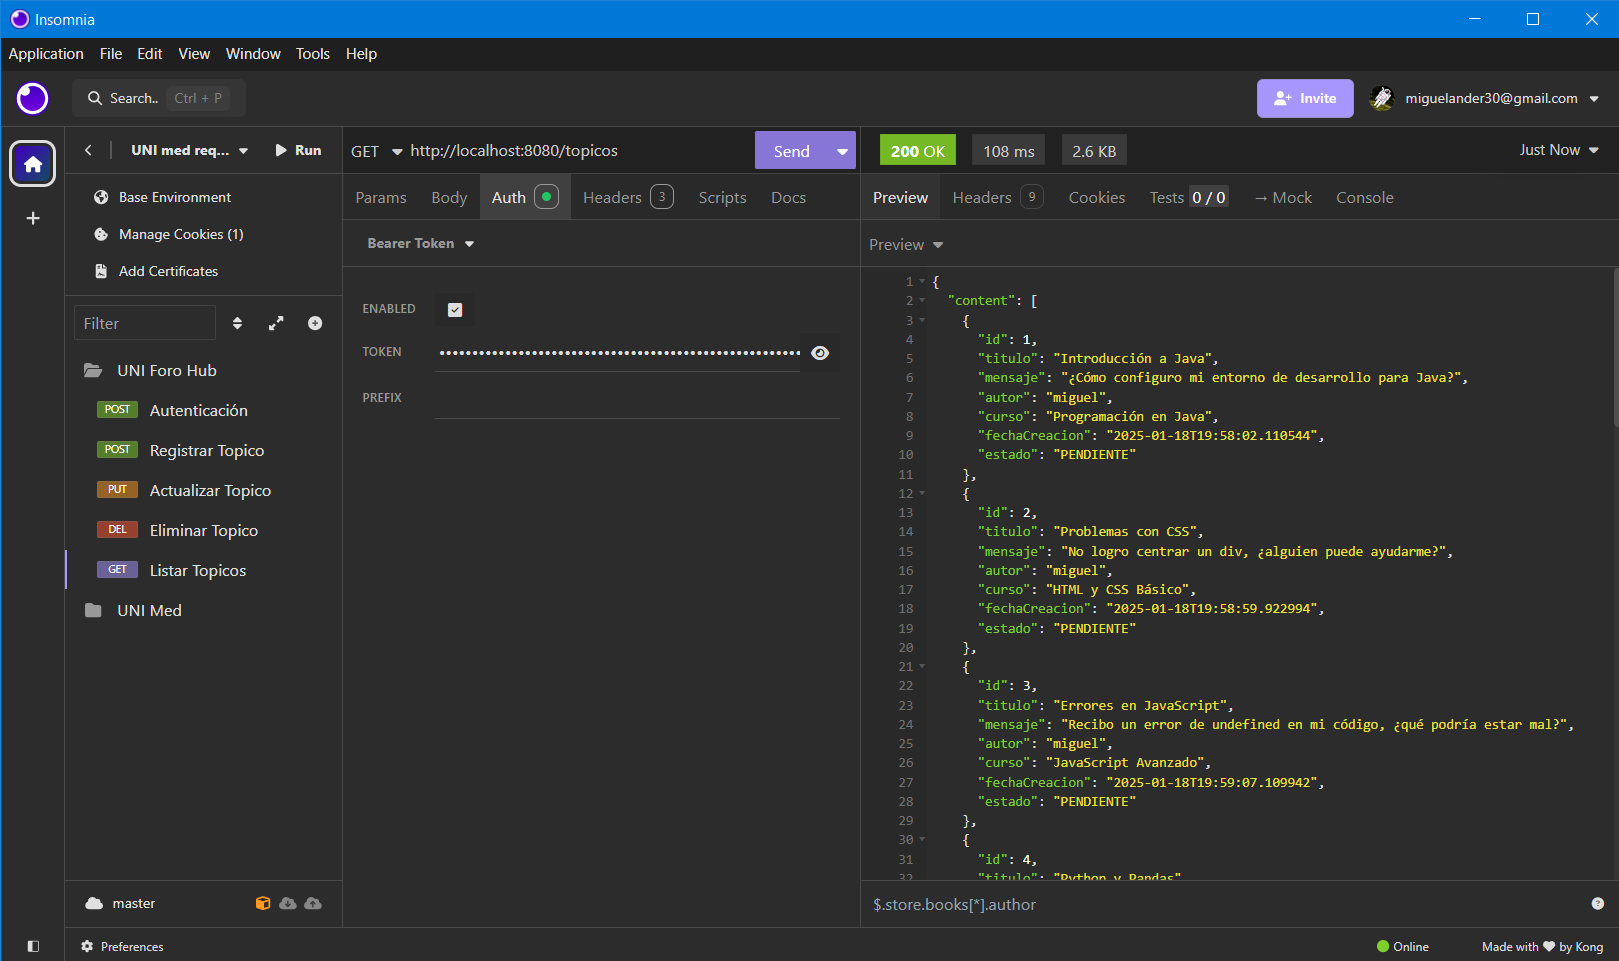 Insomnia
Application File Edit View Window Tools Help
Search.. Ctrl + P
Invite
miguelander30@gmail.com
UNI med req... Run
GET http://localhost:8080/topicos
Send
200 OK 108 ms 2.6 KB
Just Now
Base Environment
Manage Cookies (1)
Add Certificates
Filter
UNI Foro Hub
POST Autenticación
POST Registrar Topico
PUT Actualizar Topico
DEL Eliminar Topico
GET Listar Topicos
UNI Med
master
Params Body Auth Headers 3 Scripts Docs
Bearer Token
ENABLED
TOKEN
PREFIX
Preview Headers 9 Cookies Tests 0 / 0 → Mock Console
Preview
1 {
2 "content": [
3 {
4 "id": 1,
5 "titulo": "Introducción a Java",
6 "mensaje": "¿Cómo configuro mi entorno de desarrollo para Java?",
7 "autor": "miguel",
8 "curso": "Programación en Java",
9 "fechaCreacion": "2025-01-18T19:58:02.110544",
10 "estado": "PENDIENTE"
11 },
12 {
13 "id": 2,
14 "titulo": "Problemas con CSS",
15 "mensaje": "No logro centrar un div, ¿alguien puede ayudarme?",
16 "autor": "miguel",
17 "curso": "HTML y CSS Básico",
18 "fechaCreacion": "2025-01-18T19:58:59.922994",
19 "estado": "PENDIENTE"
20 },
21 {
22 "id": 3,
23 "titulo": "Errores en JavaScript",
24 "mensaje": "Recibo un error de undefined en mi código, ¿qué podría estar mal?",
25 "autor": "miguel",
26 "curso": "JavaScript Avanzado",
27 "fechaCreacion": "2025-01-18T19:59:07.109942",
28 "estado": "PENDIENTE"
29 },
30 {
31 "id": 4,
32 "titulo": "Python y Pandas"
$.store.books[*].author
Preferences
Online
Made with ♥ by Kong